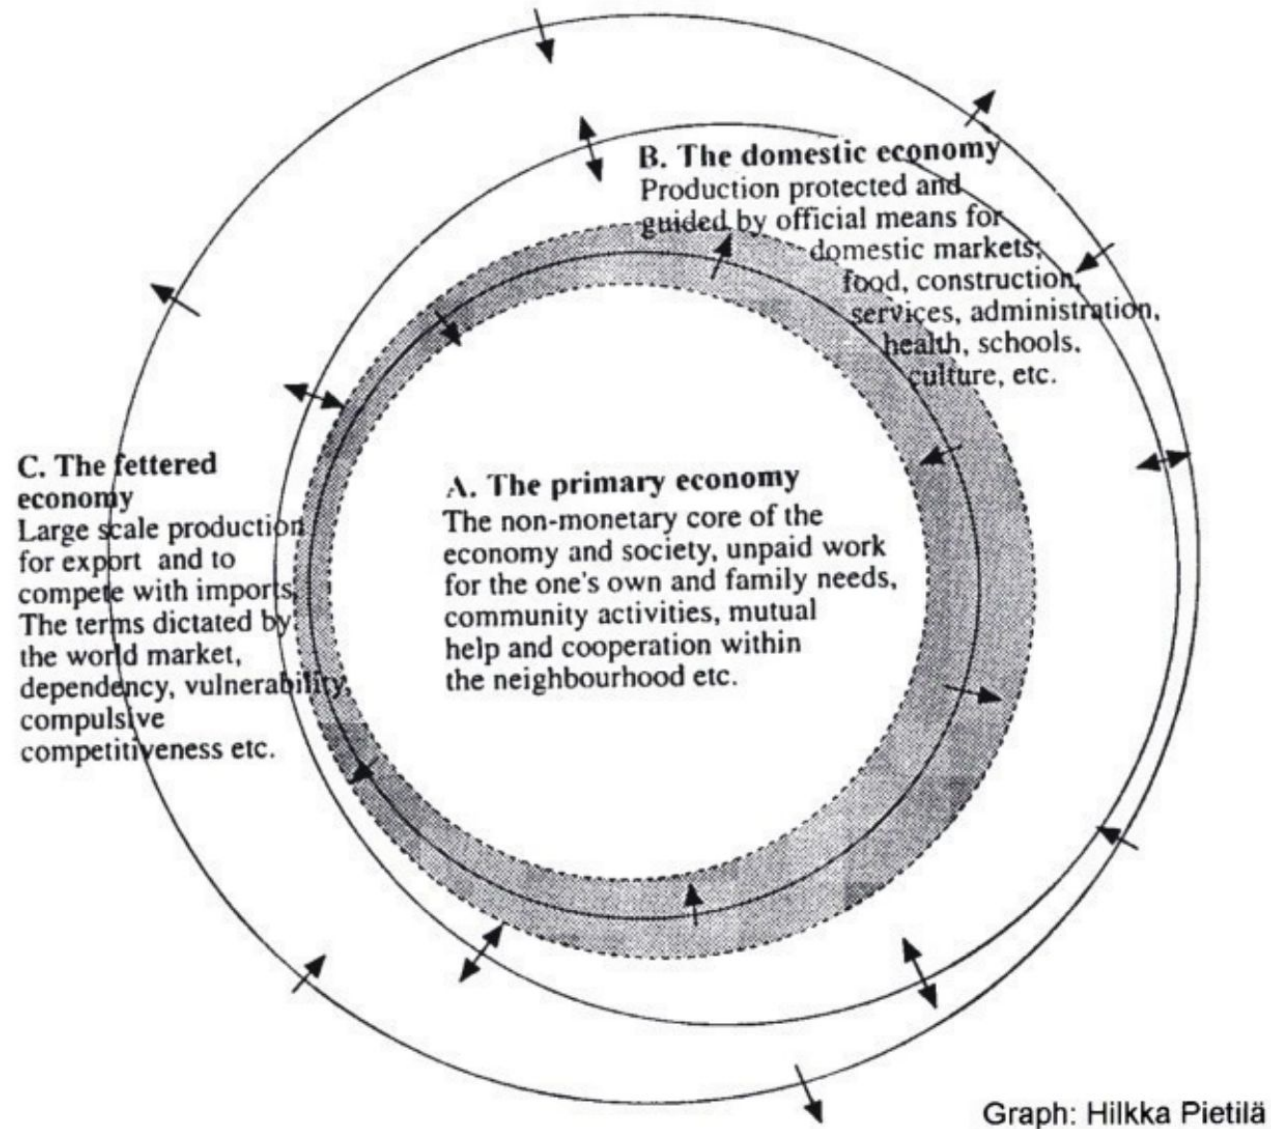 B. The domestic economy
Production protected and
guided by official means for
domestic markets;
food, construction,
services, administration,
health, schools.
culture, etc.
C. The fettered
economy
Large scale production
for export and to
compete with imports.
The terms dictated by
the world market,
dependency, vulnerability,
compulsive
competitiveness etc.
A. The primary economy
The non-monetary core of the
economy and society, unpaid work
for the one's own and family needs,
community activities, mutual
help and cooperation within
the neighbourhood etc.
Graph: Hilkka Pietilä